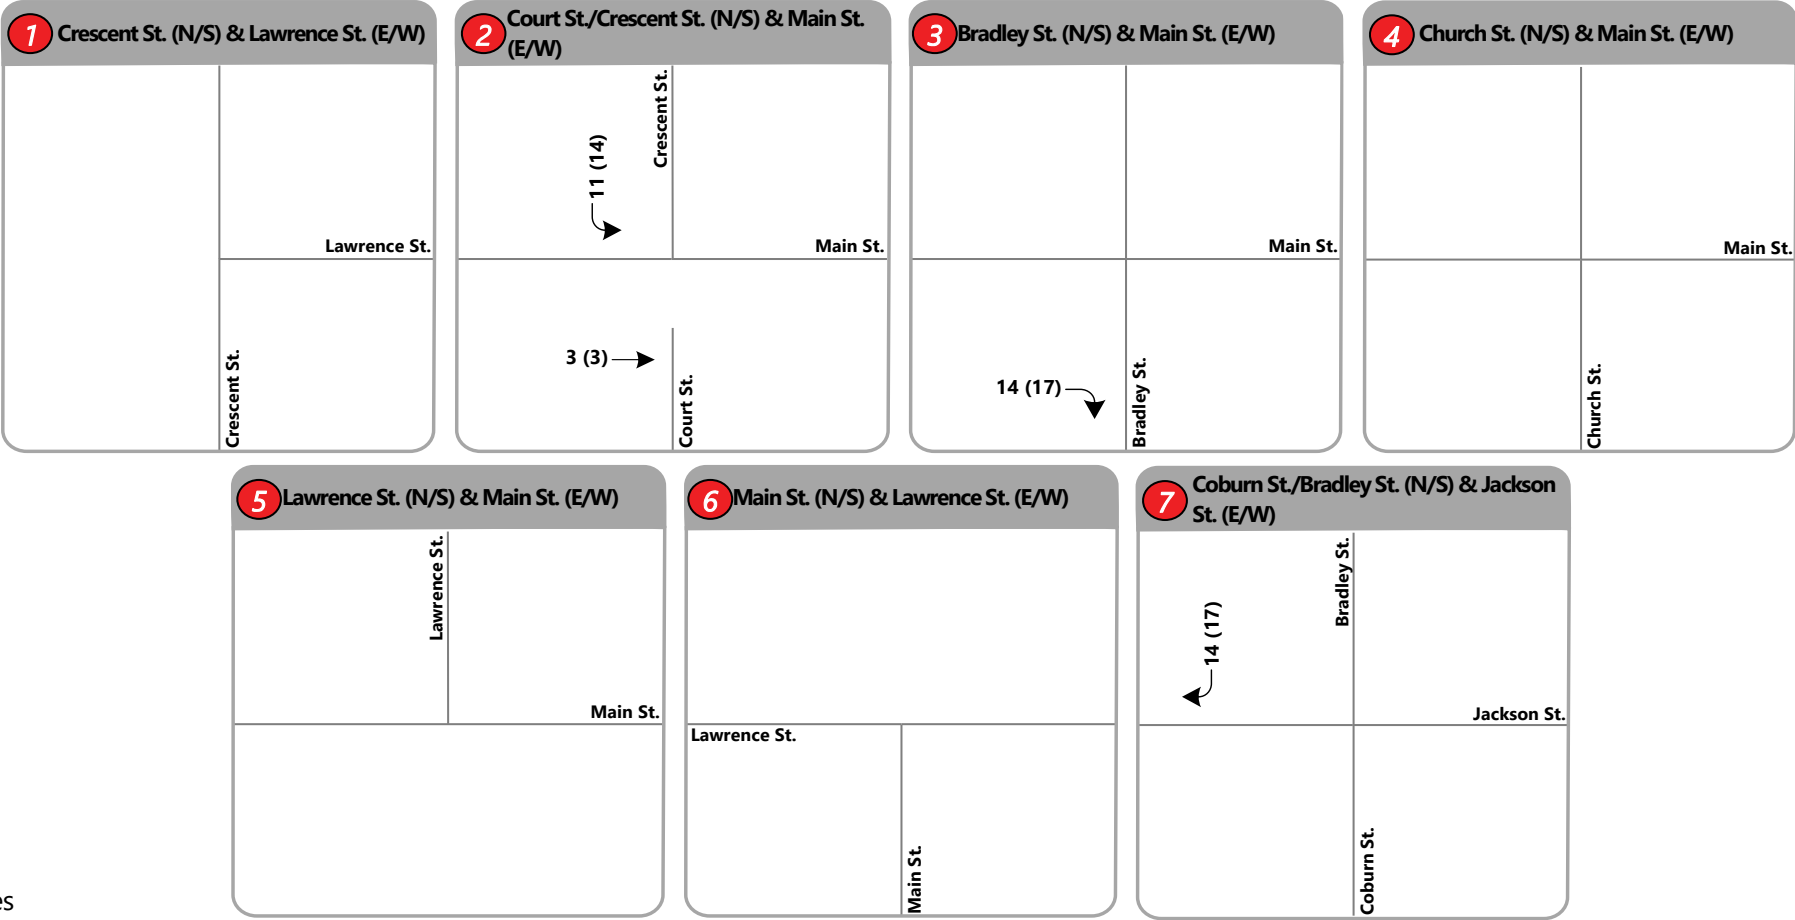 1 Crescent St. (N/S) & Lawrence St. (E/W)
Lawrence St.
Crescent St.
2 Court St./Crescent St. (N/S) & Main St.
(E/W)
Crescent St.
11 (14)
Main St.
3 (3)
Court St.
3 Bradley St. (N/S) & Main St. (E/W)
Main St.
14 (17)
Bradley St.
4 Church St. (N/S) & Main St. (E/W)
Main St.
Church St.
5 Lawrence St. (N/S) & Main St. (E/W)
Lawrence St.
Main St.
6 Main St. (N/S) & Lawrence St. (E/W)
Lawrence St.
Main St.
7 Coburn St./Bradley St. (N/S) & Jackson
St. (E/W)
Bradley St.
14 (17)
Jackson St.
Coburn St.
es